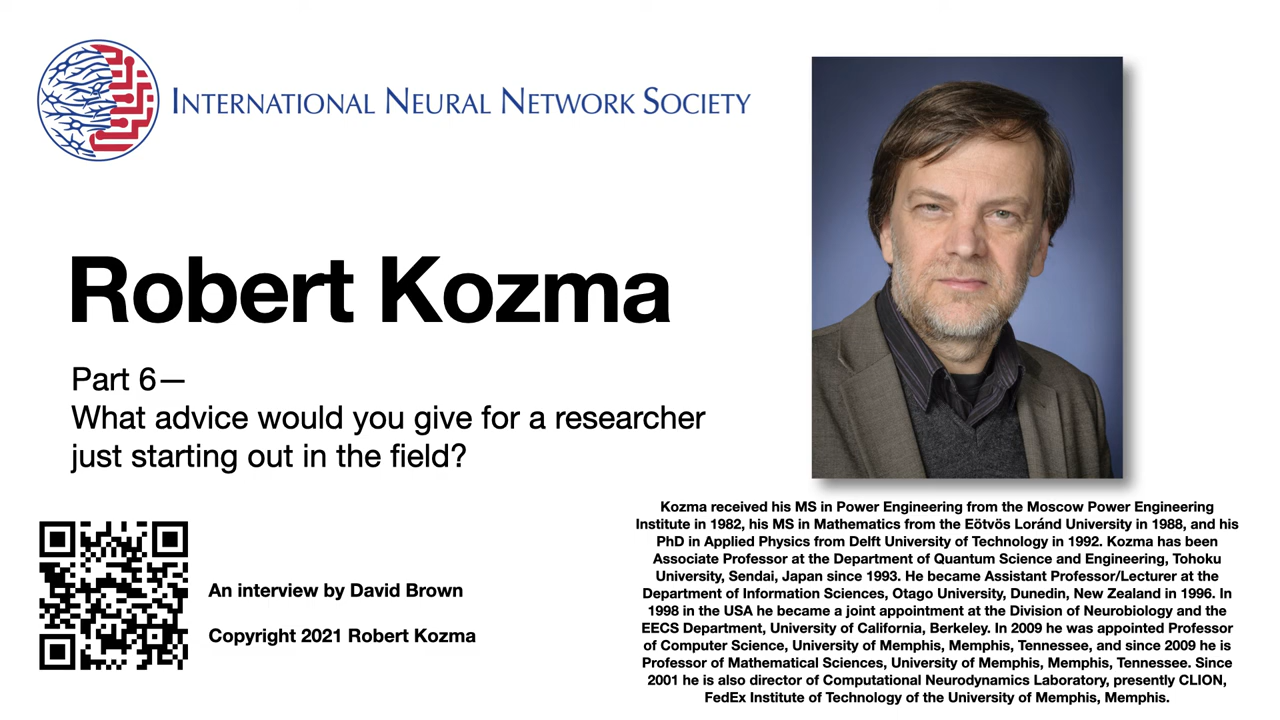 INTERNATIONAL NEURAL NETWORK SOCIETY
Robert Kozma
Part 6—
What advice would you give for a researcher
just starting out in the field?
An interview by David Brown
Copyright 2021 Robert Kozma
Kozma received his MS in Power Engineering from the Moscow Power Engineering
Institute in 1982, his MS in Mathematics from the Eötvös Loránd University in 1988, and his
PhD in Applied Physics from Delft University of Technology in 1992. Kozma has been
Associate Professor at the Department of Quantum Science and Engineering, Tohoku
University, Sendai, Japan since 1993. He became Assistant Professor/Lecturer at the
Department of Information Sciences, Otago University, Dunedin, New Zealand in 1996. In
1998 in the USA he became a joint appointment at the Division of Neurobiology and the
EECS Department, University of California, Berkeley. In 2009 he was appointed Professor
of Computer Science, University of Memphis, Memphis, Tennessee, and since 2009 he is
Professor of Mathematical Sciences, University of Memphis, Memphis, Tennessee. Since
2001 he is also director of Computational Neurodynamics Laboratory, presently CLION,
FedEx Institute of Technology of the University of Memphis, Memphis.